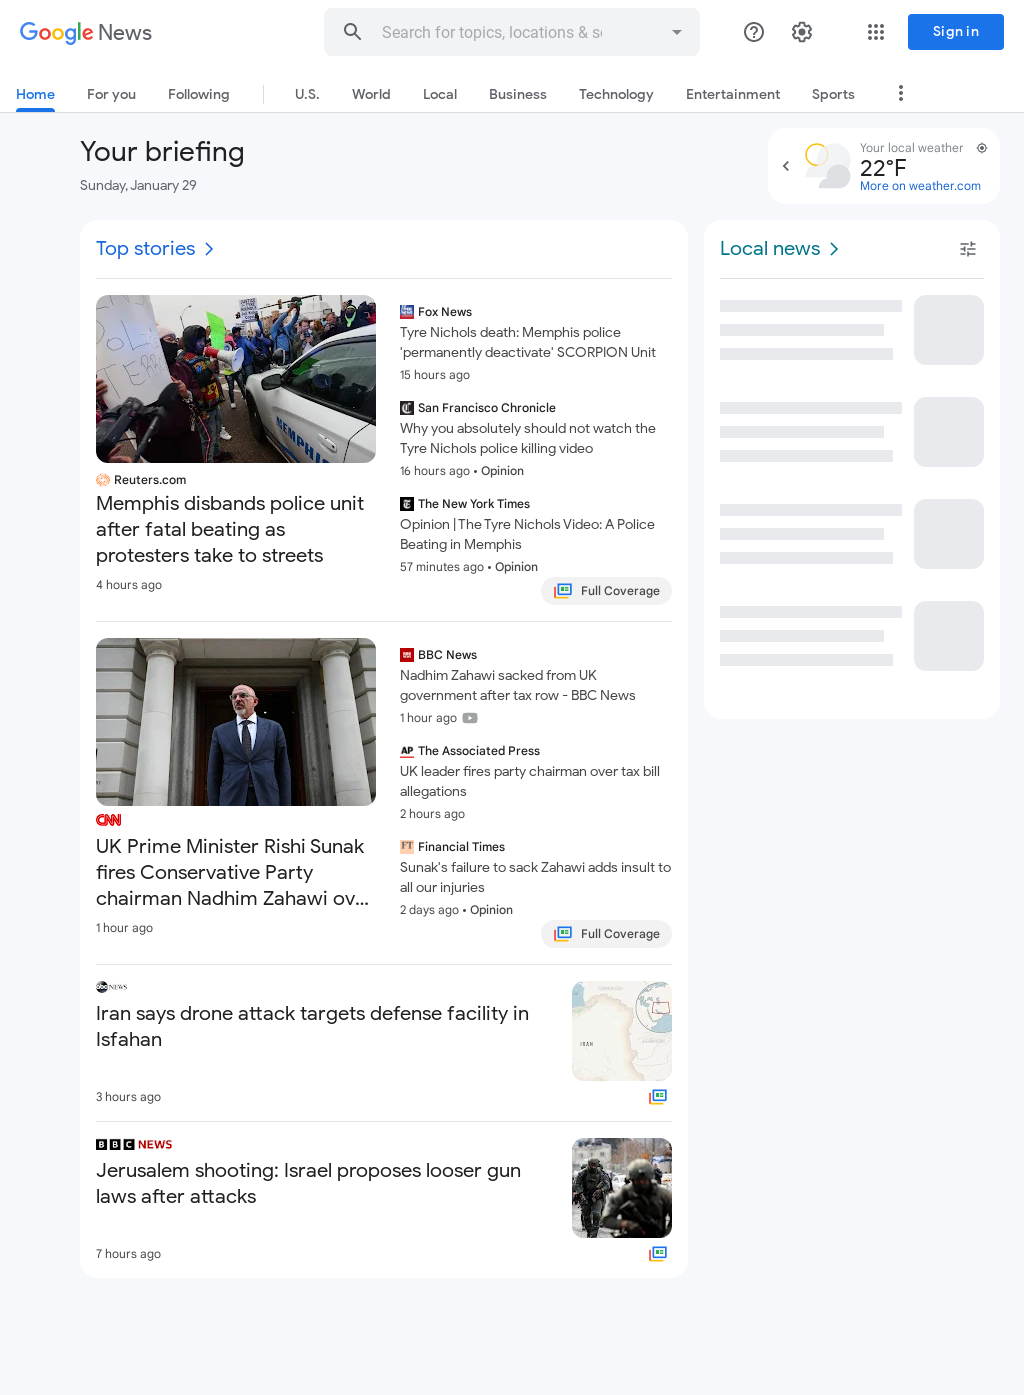 Google News
Search for topics, locations & so
Sign in
Home
For you
Following
U.S.
World
Local
Business
Technology
Entertainment
Sports
Your briefing
Sunday, January 29
Your local weather
22°F
More on weather.com
Top stories
Reuters.com
Memphis disbands police unit
after fatal beating as
protesters take to streets
4 hours ago
Fox News
Tyre Nichols death: Memphis police
'permanently deactivate' SCORPION Unit
15 hours ago
San Francisco Chronicle
Why you absolutely should not watch the
Tyre Nichols police killing video
16 hours ago • Opinion
The New York Times
Opinion | The Tyre Nichols Video: A Police
Beating in Memphis
57 minutes ago • Opinion
Full Coverage
CNN
UK Prime Minister Rishi Sunak
fires Conservative Party
chairman Nadhim Zahawi ov...
1 hour ago
BBC News
Nadhim Zahawi sacked from UK
government after tax row - BBC News
1 hour ago
AP
The Associated Press
UK leader fires party chairman over tax bill
allegations
2 hours ago
FT
Financial Times
Sunak's failure to sack Zahawi adds insult to
all our injuries
2 days ago • Opinion
Full Coverage
abc NEWS
Iran says drone attack targets defense facility in
Isfahan
3 hours ago
IRAN
BBC NEWS
Jerusalem shooting: Israel proposes looser gun
laws after attacks
7 hours ago
Local news
MEMPHIS